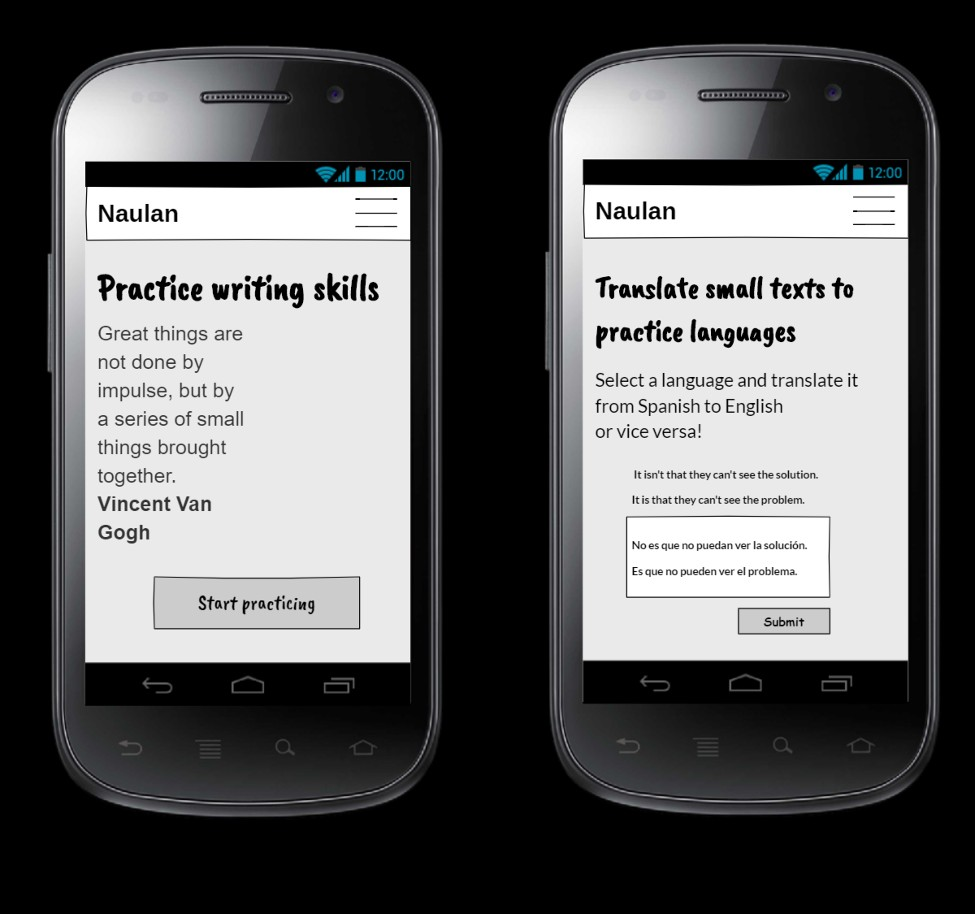 12:00
Naulan
Practice writing skills
Great things are
not done by
impulse, but by
a series of small
things brought
together.
Vincent Van
Gogh
Start practicing
12:00
Naulan
Translate small texts to
practice languages
Select a language and translate it
from Spanish to English
or vice versa!
It isn't that they can't see the solution.
It is that they can't see the problem.
No es que no puedan ver la solución.
Es que no pueden ver el problema.
Submit